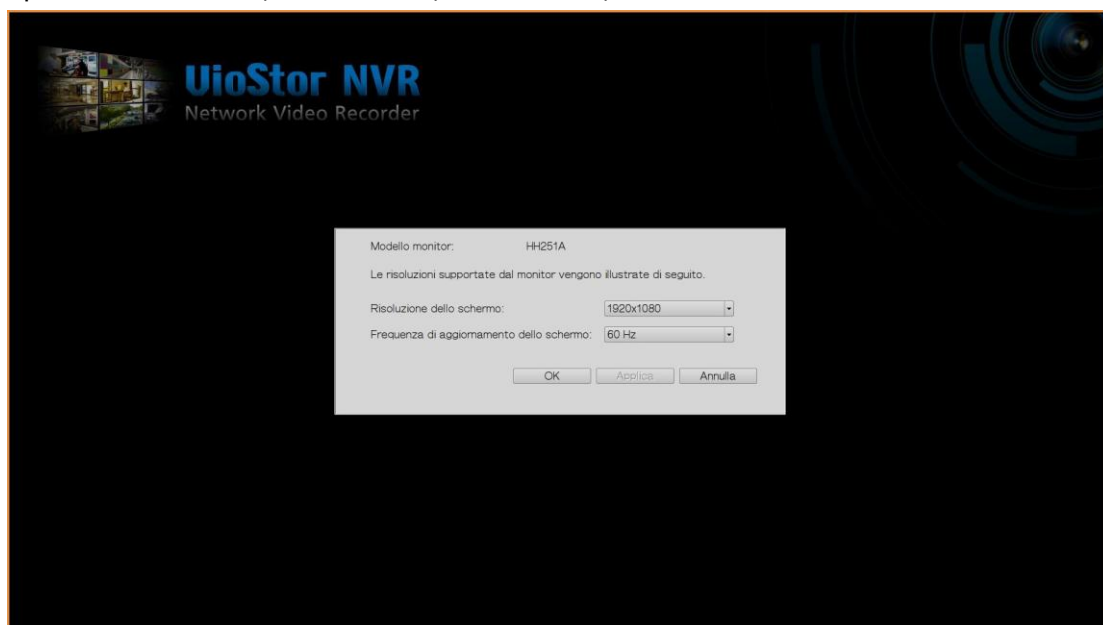 VioStor NVR
Network Video Recorder
Modello monitor: HH251A
Le risoluzioni supportate dal monitor vengono illustrate di seguito.
Risoluzione dello schermo: 1920x1080
Frequenza di aggiornamento dello schermo: 60 Hz
OK Applica Annulla